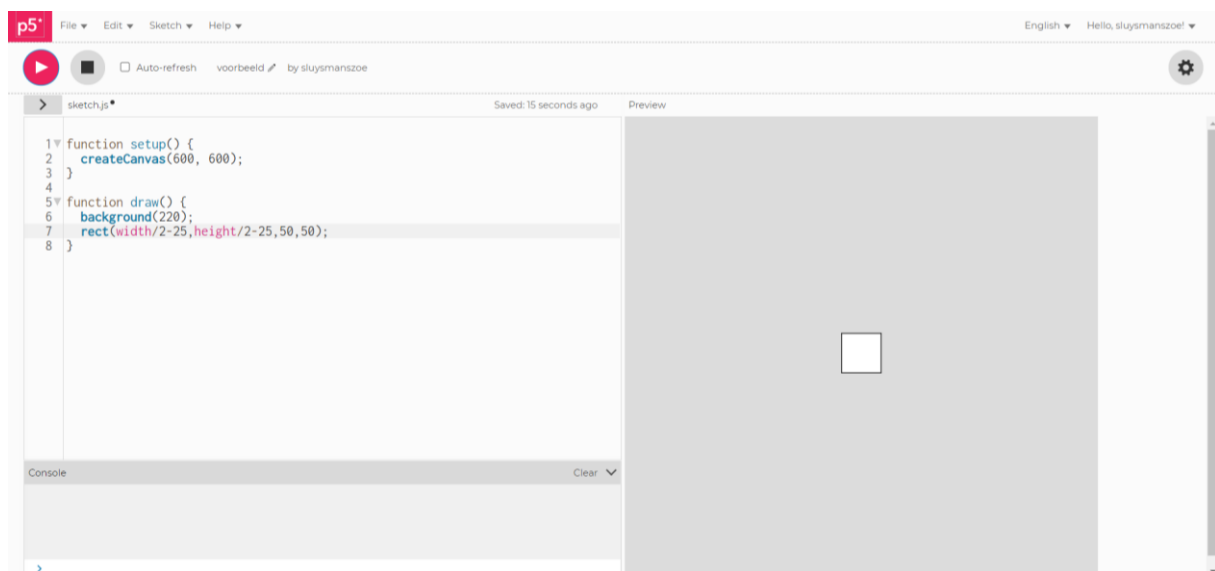 p5* File Edit Sketch Help English Hello, sluysmanszoe!
Auto-refresh voorbeeld by sluysmanszoe
> sketch.js Saved: 15 seconds ago Preview
1 function setup() {
2 createCanvas(600, 600);
3 }
4
5 function draw() {
6 background(220);
7 rect(width/2-25,height/2-25,50,50);
8 }
Console Clear
>